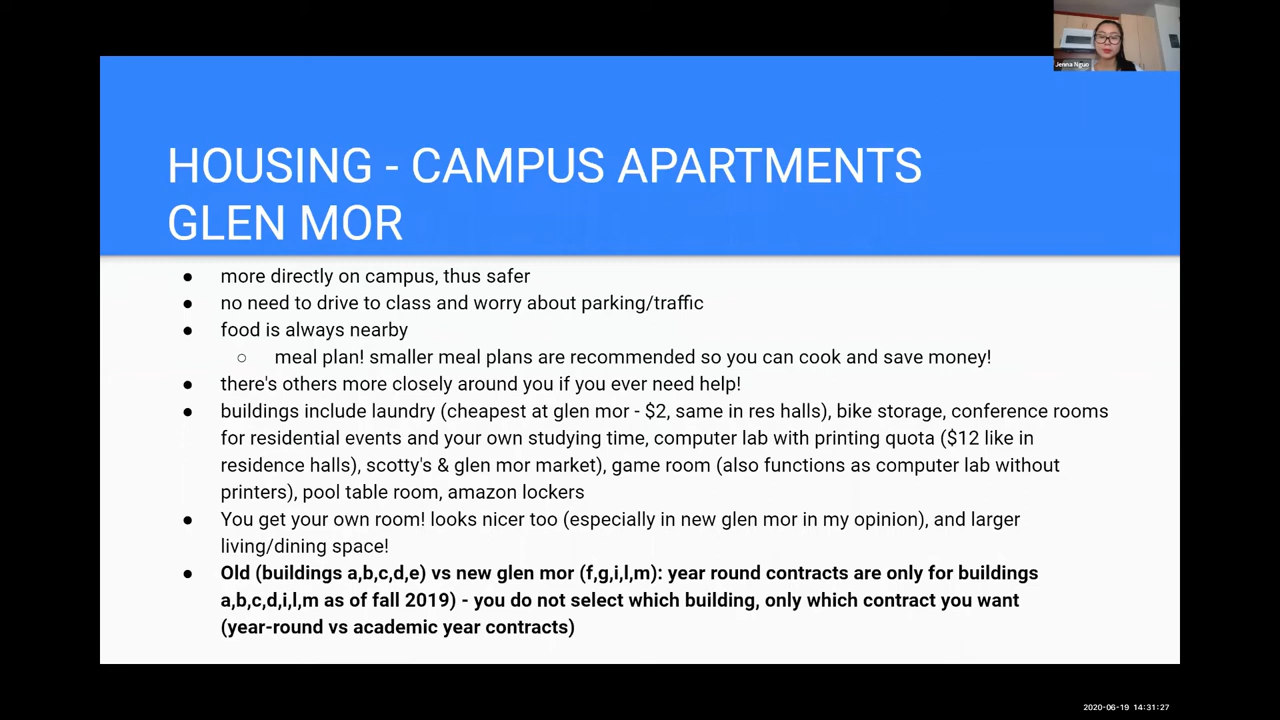 Jenna Nguo
HOUSING - CAMPUS APARTMENTS
GLEN MOR
● more directly on campus, thus safer
● no need to drive to class and worry about parking/traffic
● food is always nearby
○ meal plan! smaller meal plans are recommended so you can cook and save money!
● there's others more closely around you if you ever need help!
● buildings include laundry (cheapest at glen mor - $2, same in res halls), bike storage, conference rooms
for residential events and your own studying time, computer lab with printing quota ($12 like in
residence halls), scotty's & glen mor market), game room (also functions as computer lab without
printers), pool table room, amazon lockers
● You get your own room! looks nicer too (especially in new glen mor in my opinion), and larger
living/dining space!
● Old (buildings a,b,c,d,e) vs new glen mor (f,g,i,l,m): year round contracts are only for buildings
a,b,c,d,i,l,m as of fall 2019) - you do not select which building, only which contract you want
(year-round vs academic year contracts)
2020-06-19 14:31:27